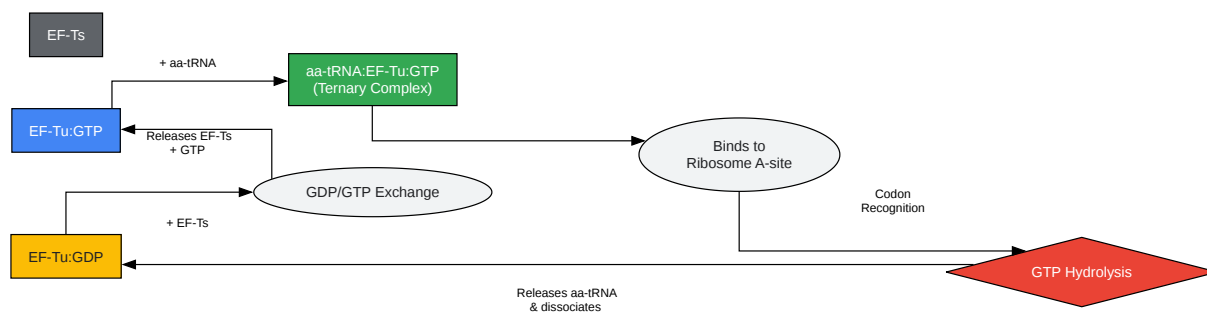 EF-Ts
+ aa-tRNA
aa-tRNA:EF-Tu:GTP
(Ternary Complex)
EF-Tu:GTP
Releases EF-Ts
+ GTP
Binds to
Ribosome A-site
GDP/GTP Exchange
Codon
Recognition
+ EF-Ts
EF-Tu:GDP
GTP Hydrolysis
Releases aa-tRNA
& dissociates